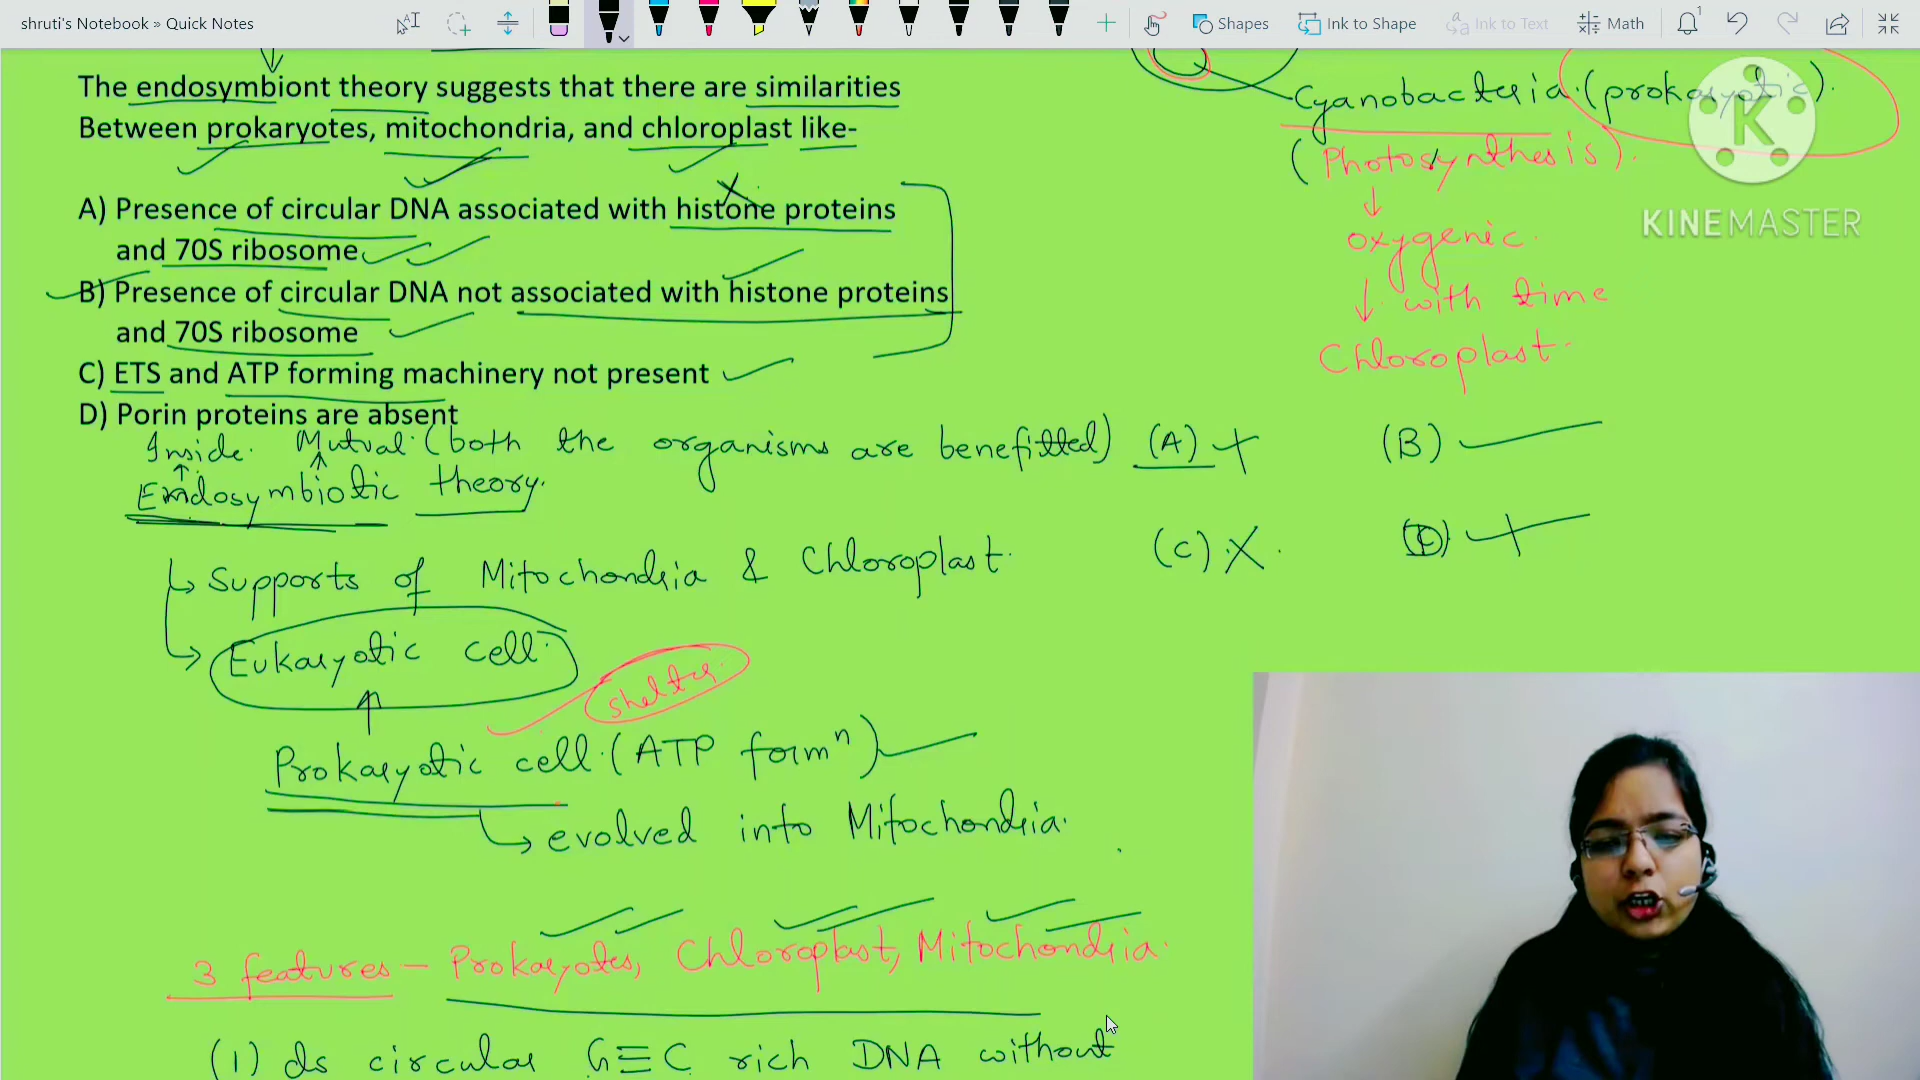 shruti's Notebook » Quick Notes
Shapes
Ink to Shape
Ink to Text
Math
1
The endosymbiont theory suggests that there are similarities
Between prokaryotes, mitochondria, and chloroplast like-
A) Presence of circular DNA associated with histone proteins
and 70S ribosome
B) Presence of circular DNA not associated with histone proteins
and 70S ribosome
C) ETS and ATP forming machinery not present
D) Porin proteins are absent
Cyanobacteria (prokaryotic).
(Photosynthesis).
↓
oxygenic.
↓ with time
Chloroplast.
K
KINEMASTER
Inside. Mutual. (both the organisms are benefitted)
Endosymbiotic theory.
(A) ×
(B) ✓
(C) ×.
(D)
↳ Supports of Mitochondria & Chloroplast.
↳ Eukaryotic cell.
↑
shelter.
Prokaryotic cell. (ATP formⁿ)
↳ evolved into Mitochondria.
3 features – Prokaryotes, Chloroplast, Mitochondria.
(1) ds circular G≡C rich DNA without